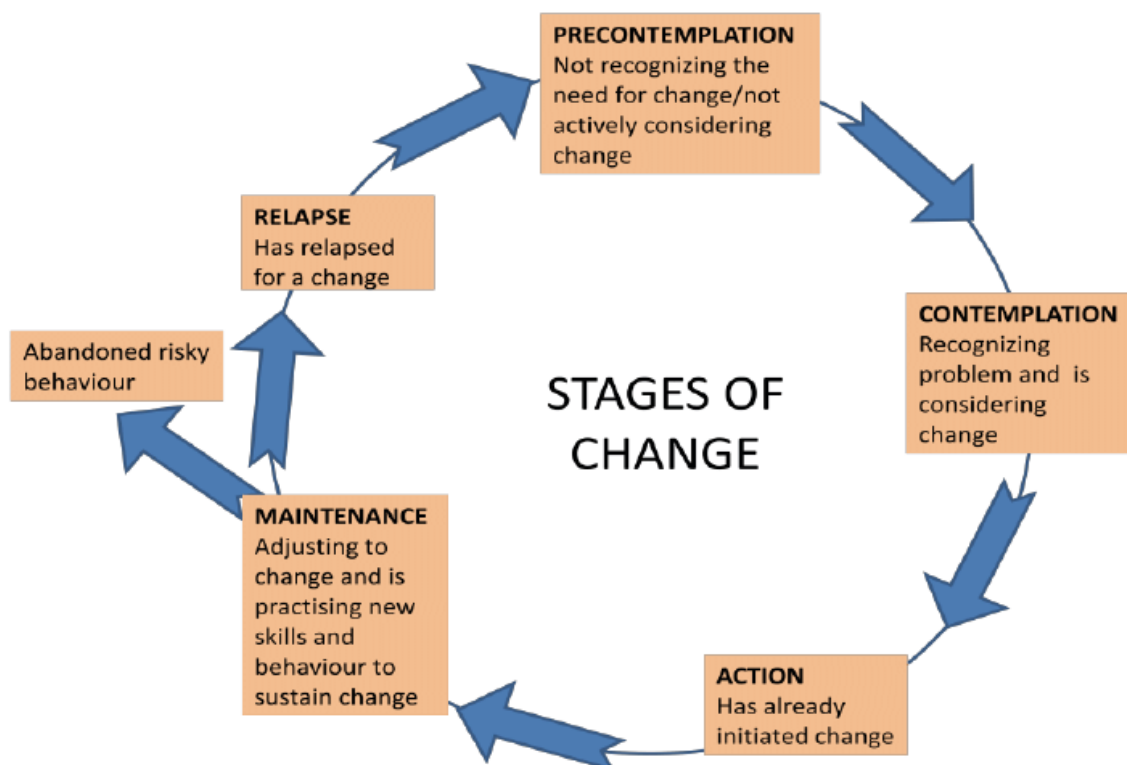 PRECONTEMPLATION
Not recognizing the
need for change/not
actively considering
change
CONTEMPLATION
Recognizing
problem and is
considering
change
ACTION
Has already
initiated change
MAINTENANCE
Adjusting to
change and is
practising new
skills and
behaviour to
sustain change
Abandoned risky
behaviour
RELAPSE
Has relapsed
for a change
STAGES OF
CHANGE